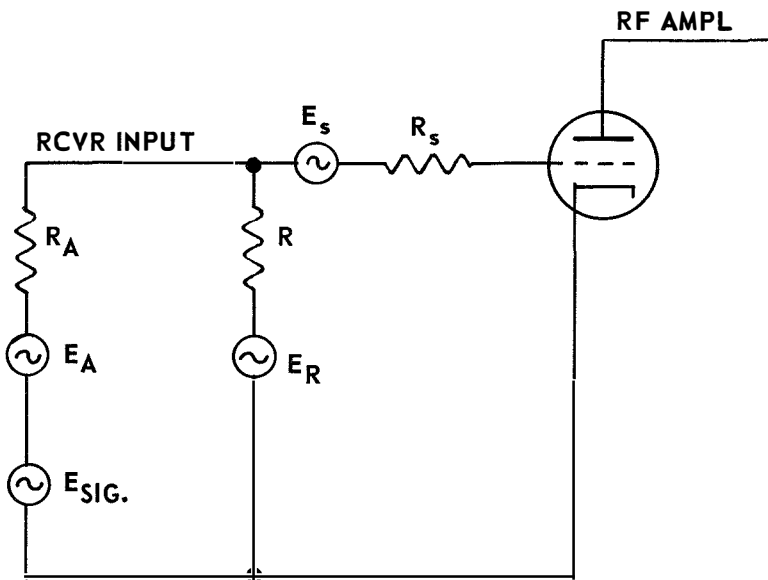 RF AMPL
E_s
R_s
RCVR INPUT
R_A
R
E_A
E_R
E_SIG.